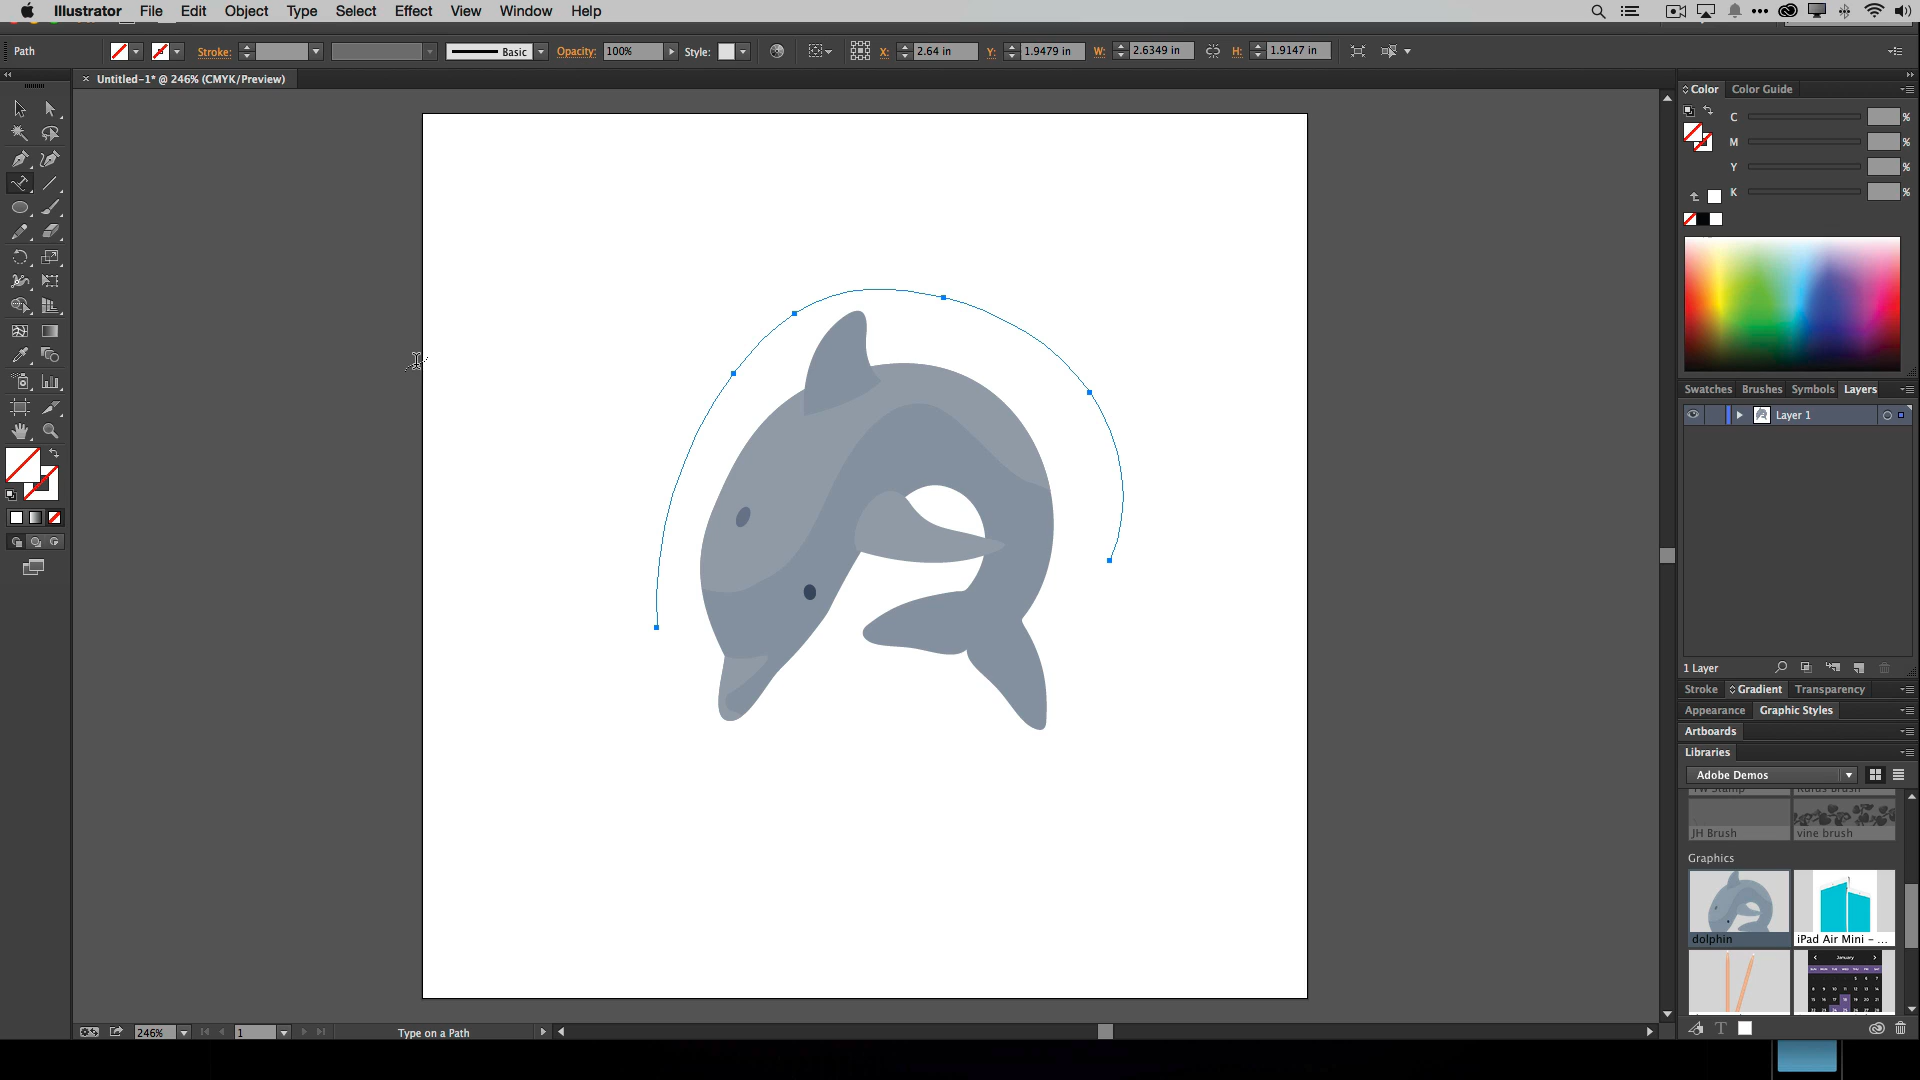 Illustrator File Edit Object Type Select Effect View Window Help
Path Stroke: Basic Opacity: 100% Style: X: 2.64 in Y: 1.9479 in W: 2.6349 in H: 1.9147 in
× Untitled-1* @ 246% (CMYK/Preview)
Color Color Guide
C %
M %
Y %
K %
Swatches Brushes Symbols Layers
Layer 1
1 Layer
Stroke Gradient Transparency
Appearance Graphic Styles
Artboards
Libraries
Adobe Demos
JH Brush vine brush
Graphics
dolphin iPad Air Mini - ...
January
246% 1 Type on a Path